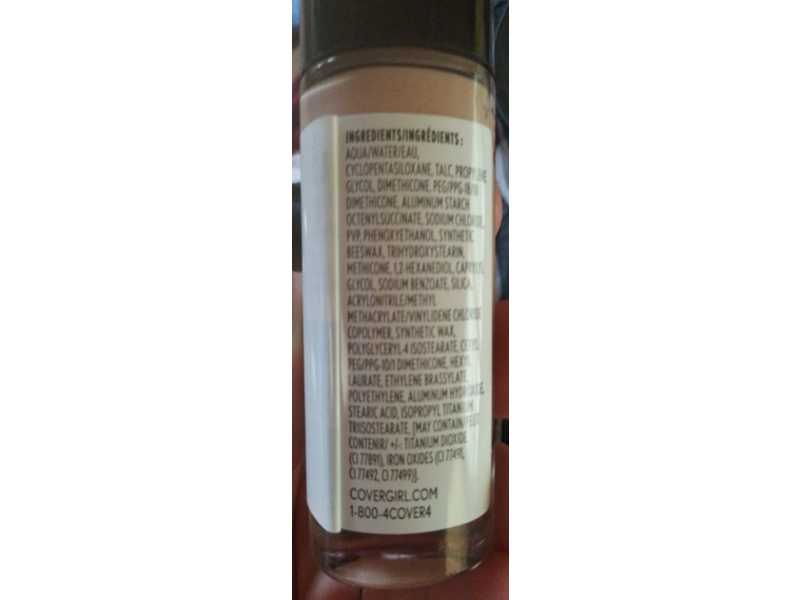 INGREDIENTS/INGRÉDIENTS :
AQUA/WATER/EAU,
CYCLOPENTASILOXANE, TALC, PROPYLENE
GLYCOL, DIMETHICONE, PEG/PPG-18/18
DIMETHICONE, ALUMINUM STARCH
OCTENYLSUCCINATE, SODIUM CHLORIDE,
PVP, PHENOXYETHANOL, SYNTHETIC
BEESWAX, TRIHYDROXYSTEARIN,
METHICONE, 1,2-HEXANEDIOL, CAPRYLYL
GLYCOL, SODIUM BENZOATE, SILICA,
ACRYLONITRILE/METHYL
METHACRYLATE/VINYLIDENE CHLORIDE
COPOLYMER, SYNTHETIC WAX,
POLYGLYCERYL-4 ISOSTEARATE, CETYL
PEG/PPG-10/1 DIMETHICONE, HEXYL
LAURATE, ETHYLENE BRASSYLATE,
POLYETHYLENE, ALUMINUM HYDROXIDE,
STEARIC ACID, ISOPROPYL TITANIUM
TRIISOSTEARATE, [MAY CONTAIN/PEUT
CONTENIR/ +/-: TITANIUM DIOXIDE
(CI 77891), IRON OXIDES (CI 77491,
CI 77492, CI 77499)].
COVERGIRL.COM
1-800-4COVER4